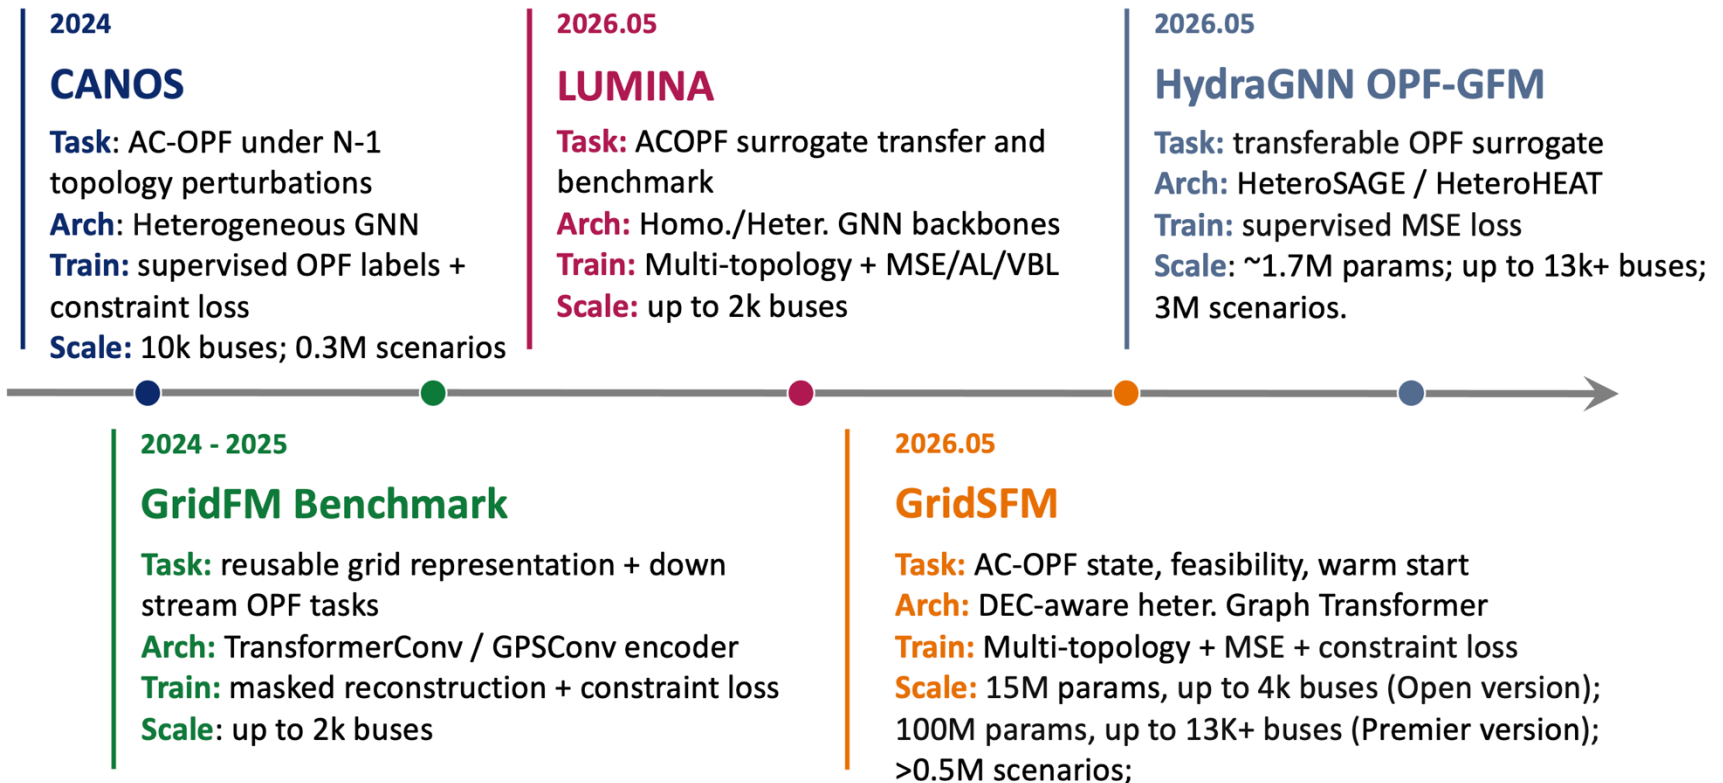 2024
CANOS
Task: AC-OPF under N-1
topology perturbations
Arch: Heterogeneous GNN
Train: supervised OPF labels +
constraint loss
Scale: 10k buses; 0.3M scenarios
2026.05
LUMINA
Task: ACOPF surrogate transfer and
benchmark
Arch: Homo./Heter. GNN backbones
Train: Multi-topology + MSE/AL/VBL
Scale: up to 2k buses
2026.05
HydraGNN OPF-GFM
Task: transferable OPF surrogate
Arch: HeteroSAGE / HeteroHEAT
Train: supervised MSE loss
Scale: ~1.7M params; up to 13k+ buses;
3M scenarios.
2024 - 2025
GridFM Benchmark
Task: reusable grid representation + down
stream OPF tasks
Arch: TransformerConv / GPSConv encoder
Train: masked reconstruction + constraint loss
Scale: up to 2k buses
2026.05
GridSFM
Task: AC-OPF state, feasibility, warm start
Arch: DEC-aware heter. Graph Transformer
Train: Multi-topology + MSE + constraint loss
Scale: 15M params, up to 4k buses (Open version);
100M params, up to 13K+ buses (Premier version);
>0.5M scenarios;